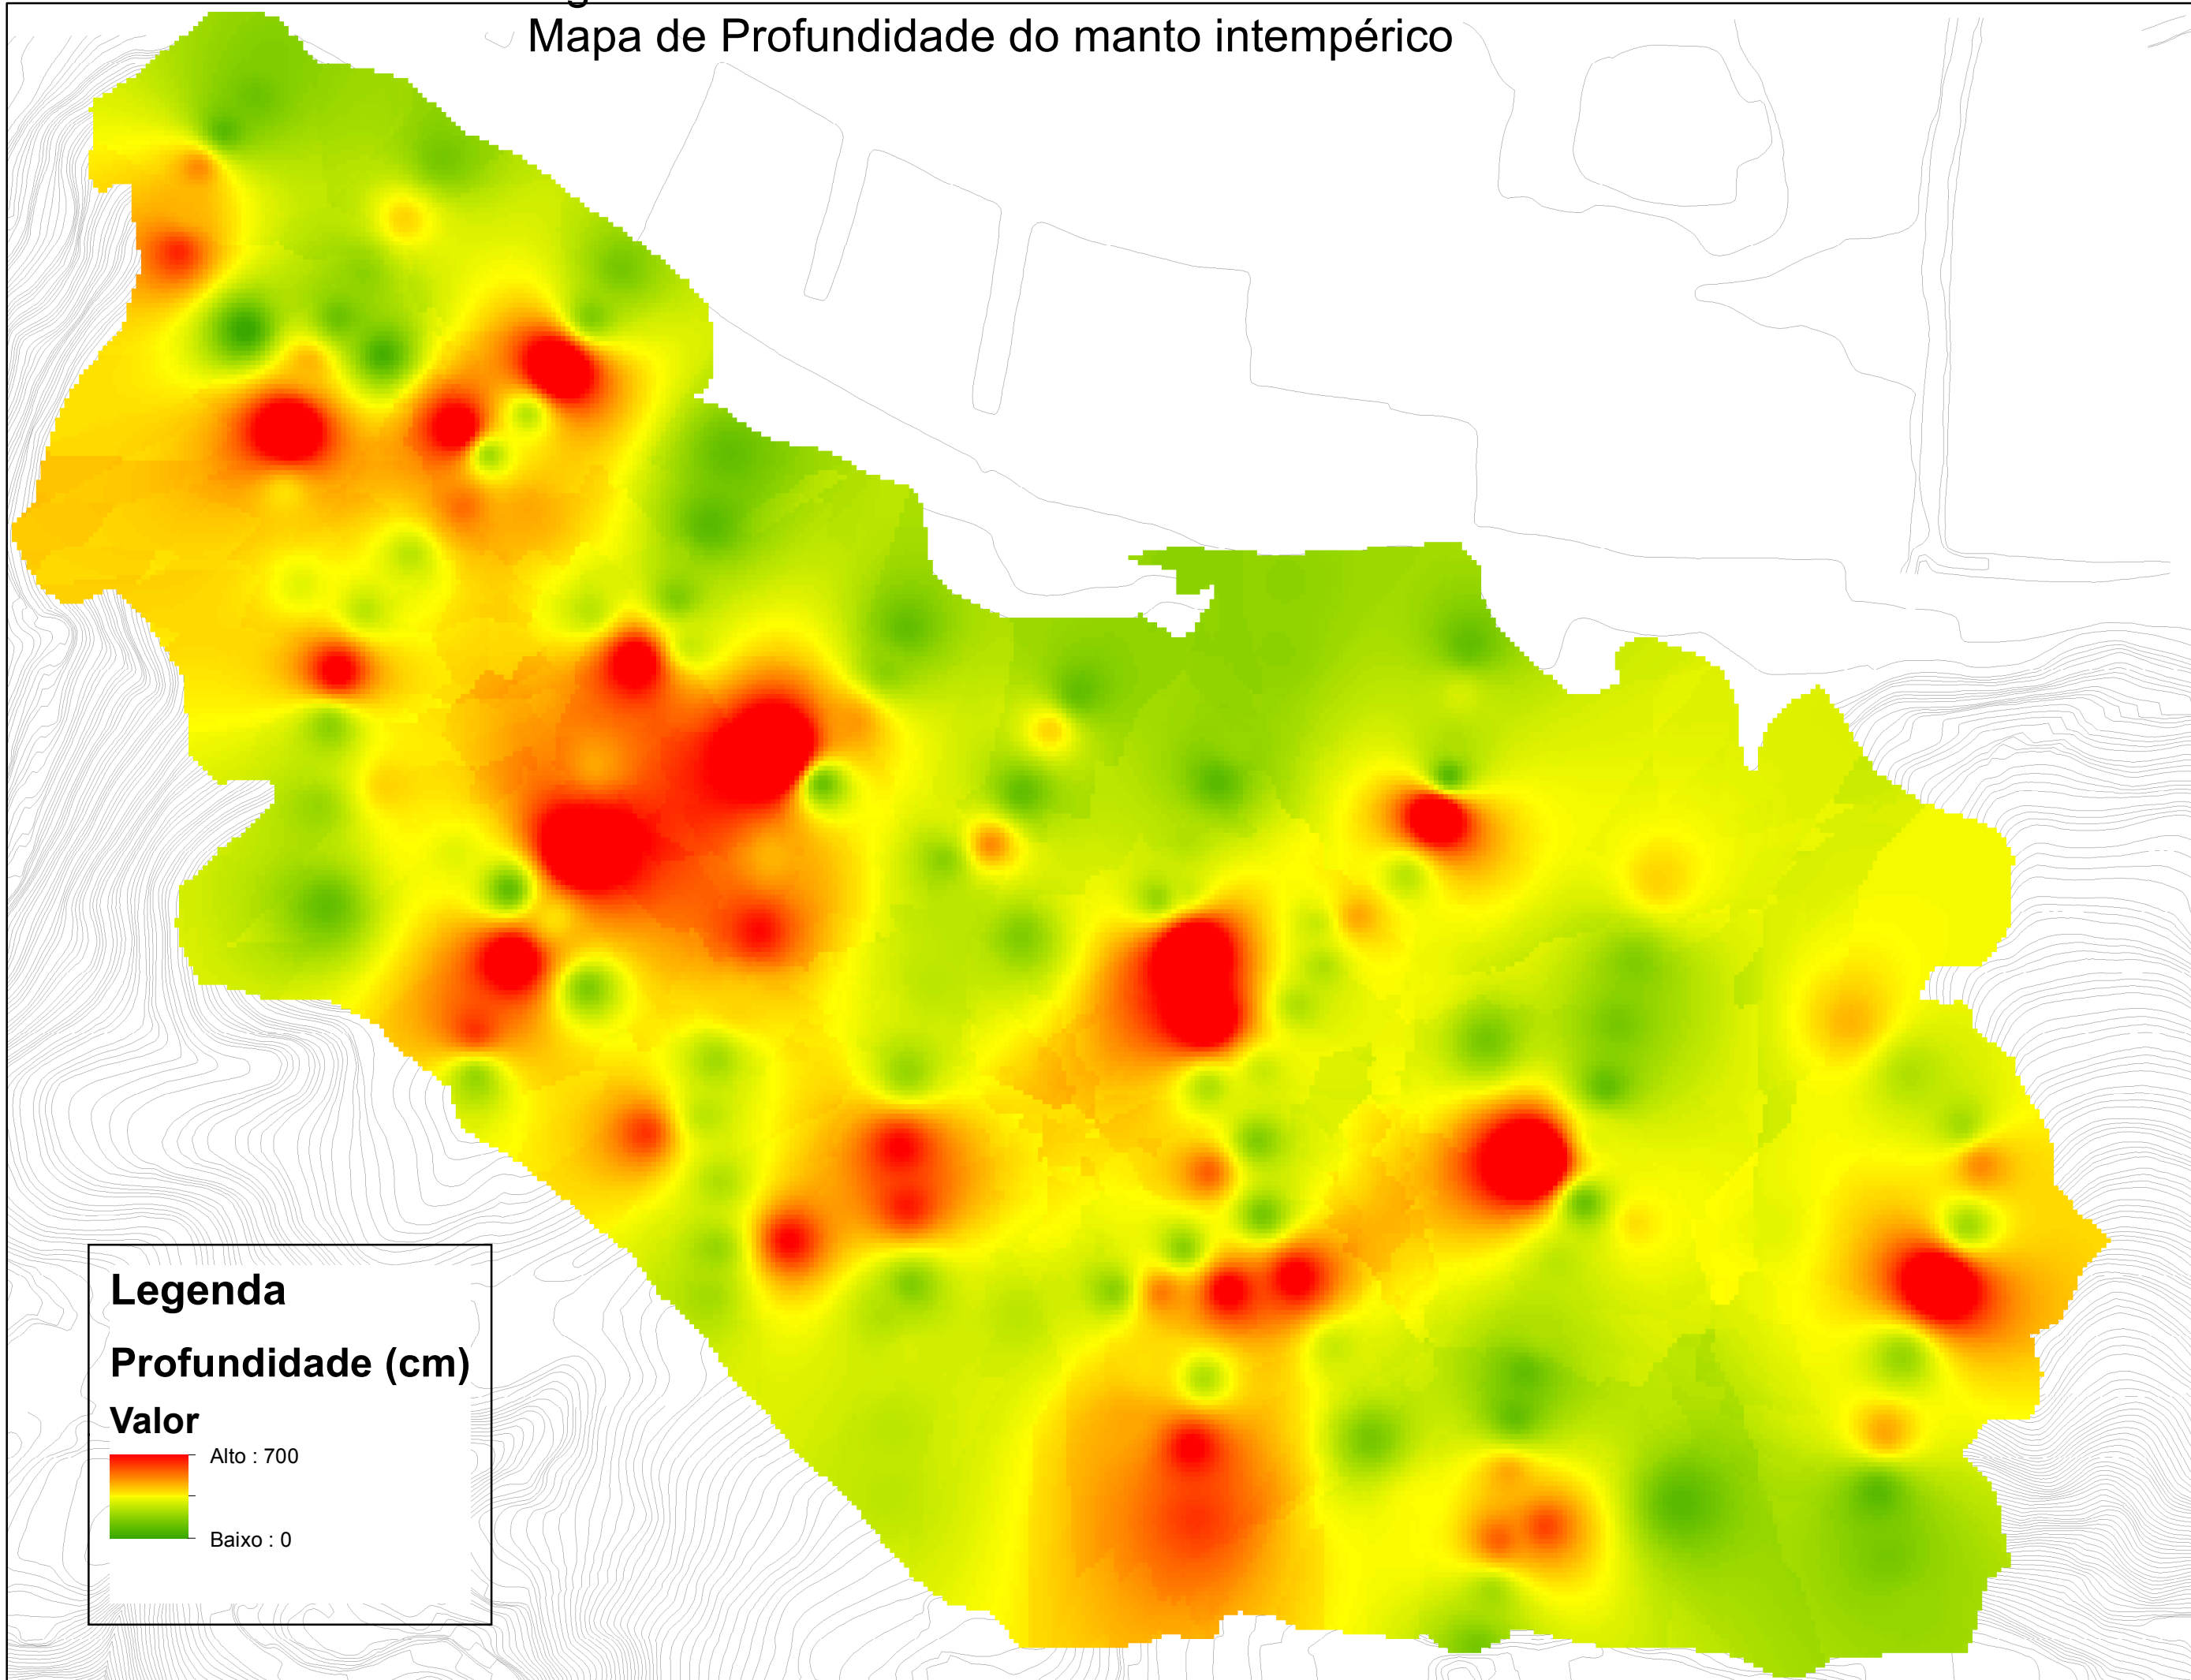 Mapa de Profundidade do manto intempérico
Legenda
Profundidade (cm)
Valor
Alto : 700
Baixo : 0